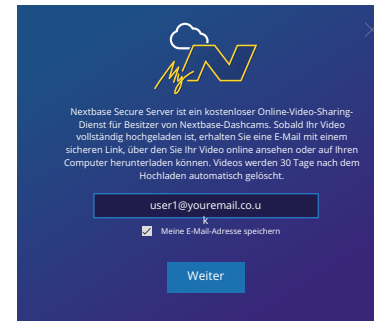 My N
Nextbase Secure Server ist ein kostenloser Online-Video-Sharing-
Dienst für Besitzer von Nextbase-Dashcams. Sobald Ihr Video
vollständig hochgeladen ist, erhalten Sie eine E-Mail mit einem
sicheren Link, über den Sie Ihr Video online ansehen oder auf Ihren
Computer herunterladen können. Videos werden 30 Tage nach dem
Hochladen automatisch gelöscht.
user1@youremail.co.u
k
Meine E-Mail-Adresse speichern
Weiter